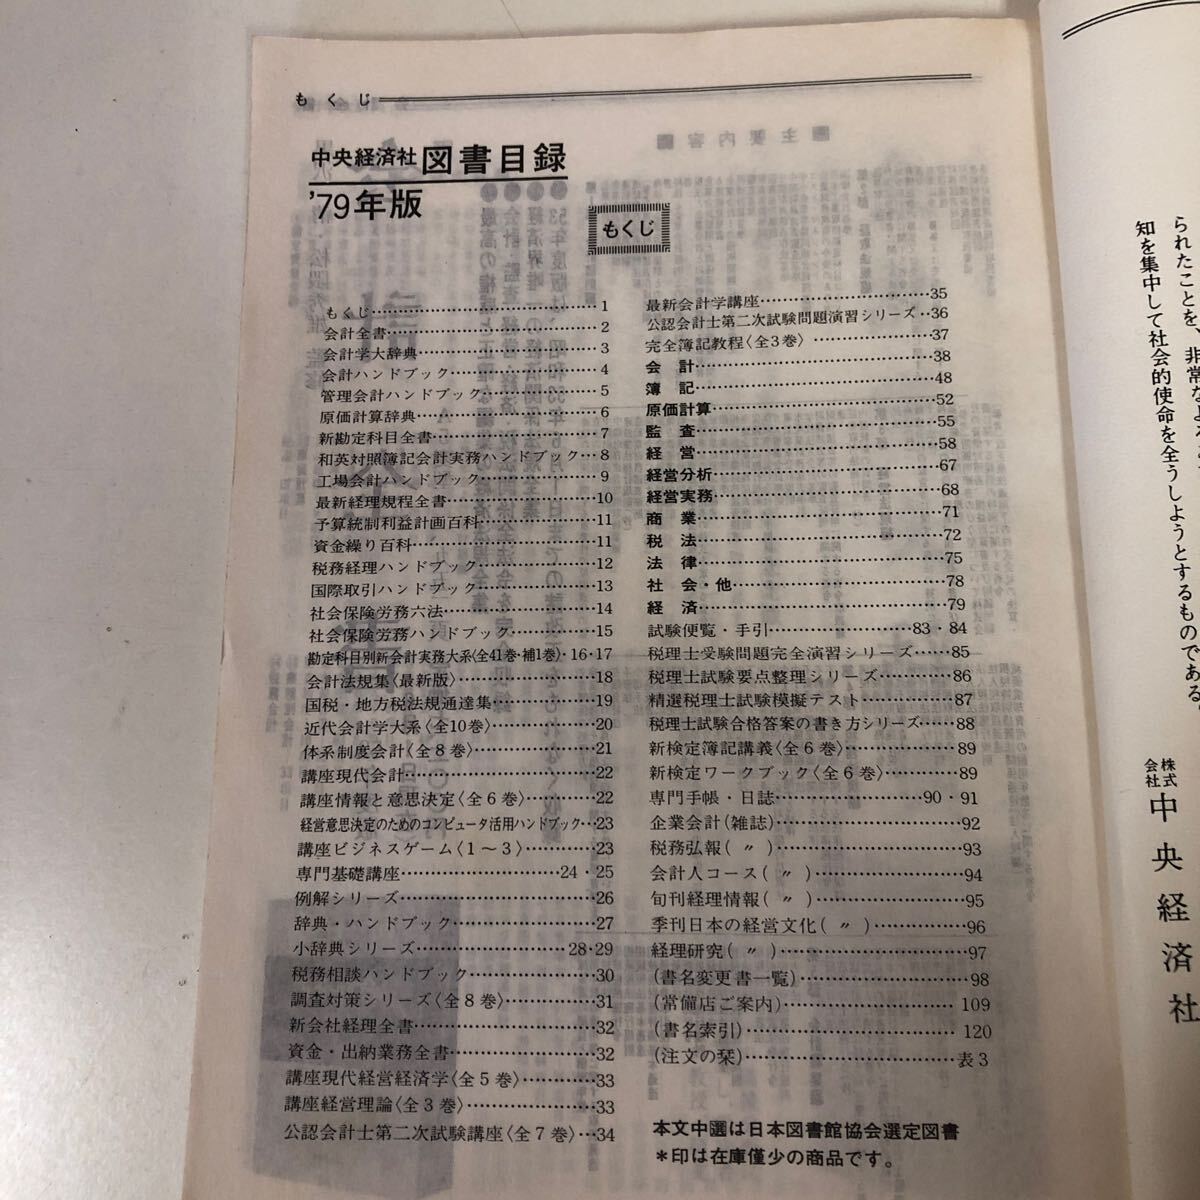 もくじ
中央経済社 図書目録
'79年版
もくじ
もくじ……1
会計全書……2
会計学大辞典……3
会計ハンドブック……4
管理会計ハンドブック……5
原価計算辞典……6
新勘定科目全書……7
和英対照簿記会計実務ハンドブック…8
工場会計ハンドブック……9
最新経理規程全書……10
予算統制利益計画百科……11
資金繰り百科……11
税務経理ハンドブック……12
国際取引ハンドブック……13
社会保険労務六法……14
社会保険労務ハンドブック……15
勘定科目別新会計実務大系〈全41巻・補1巻〉・16・17
会計法規集〈最新版〉……18
国税・地方税法規通達集……19
近代会計学大系〈全10巻〉……20
体系制度会計〈全8巻〉……21
講座現代会計……22
講座情報と意思決定〈全6巻〉……22
経営意思決定のためのコンピュータ活用ハンドブック…23
講座ビジネスゲーム〈1～3〉……23
専門基礎講座……24・25
例解シリーズ……26
辞典・ハンドブック……27
小辞典シリーズ……28・29
税務相談ハンドブック……30
調査対策シリーズ〈全8巻〉……31
新会社経理全書……32
資金・出納業務全書……32
講座現代経営経済学〈全5巻〉……33
講座経営理論〈全3巻〉……33
公認会計士第二次試験講座〈全7巻〉…34
最新会計学講座……35
公認会計士第二次試験問題演習シリーズ‥36
完全簿記教程〈全3巻〉……37
会計……38
簿記……48
原価計算……52
監査……55
経営……58
経営分析……67
経営実務……68
商業……71
税法……72
法律……75
社会・他……78
経済……79
試験便覧・手引……83・84
税理士受験問題完全演習シリーズ……85
税理士試験要点整理シリーズ……86
精選税理士試験模擬テスト……87
税理士試験合格答案の書き方シリーズ……88
新検定簿記講義〈全6巻〉……89
新検定ワークブック〈全6巻〉……89
専門手帳・日誌……90・91
企業会計(雑誌)……92
税務弘報(〃)……93
会計人コース(〃)……94
旬刊経理情報(〃)……95
季刊日本の経営文化(〃)……96
経理研究(〃)……97
(書名変更書一覧)……98
(常備店ご案内)……109
(書名索引)……120
(注文の栞)……表3
本文中選は日本図書館協会選定図書
＊印は在庫僅少の商品です。
られたことを、非常な
知を集中して社会的使命を全うしようとするものである。
株式会社 中央経済社